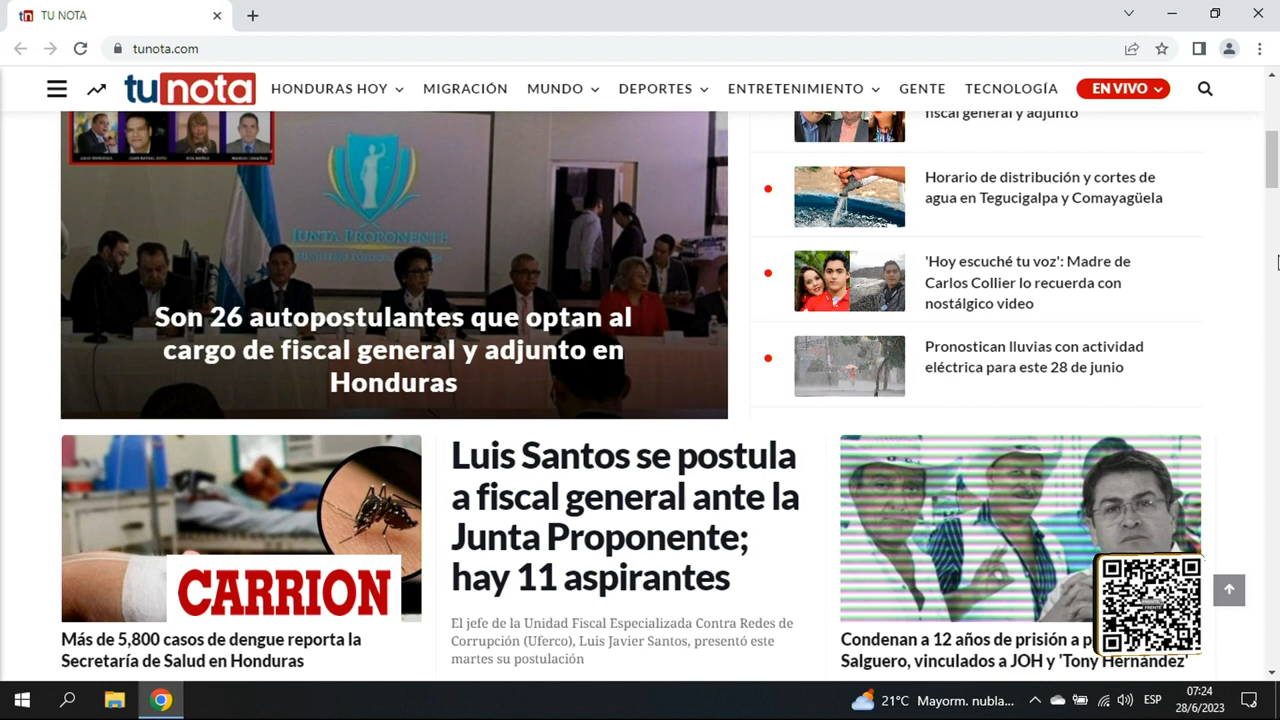 TU NOTA
tunota.com
tunota
HONDURAS HOY
MIGRACIÓN
MUNDO
DEPORTES
ENTRETENIMIENTO
GENTE
TECNOLOGÍA
EN VIVO
JUNTA PROPONENTE
Son 26 autopostulantes que optan al
cargo de fiscal general y adjunto en
Honduras
fiscal general y adjunto
Horario de distribución y cortes de
agua en Tegucigalpa y Comayagüela
'Hoy escuché tu voz': Madre de
Carlos Collier lo recuerda con
nostálgico video
Pronostican lluvias con actividad
eléctrica para este 28 de junio
CARRION
Más de 5,800 casos de dengue reporta la
Secretaría de Salud en Honduras
Luis Santos se postula
a fiscal general ante la
Junta Proponente;
hay 11 aspirantes
El jefe de la Unidad Fiscal Especializada Contra Redes de
Corrupción (Uferco), Luis Javier Santos, presentó este
martes su postulación
Condenan a 12 años de prisión a p
Salguero, vinculados a JOH y 'Tony Hernández'
21°C Mayorm. nubla...
ESP
07:24
28/6/2023